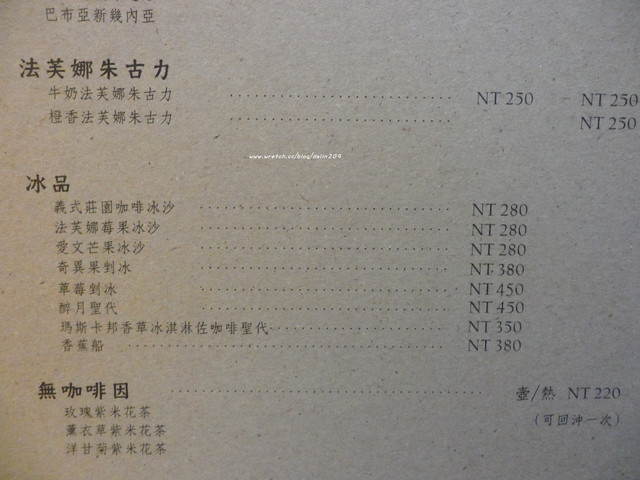 巴布亞新幾內亞
法芙娜朱古力
牛奶法芙娜朱古力 NT 250 NT 250
橙香法芙娜朱古力 NT 250
www.wretch.cc/blog/dalin209
冰品
義式莊園咖啡冰沙 NT 280
法芙娜莓果冰沙 NT 280
愛文芒果冰沙 NT 280
奇異果剉冰 NT 380
草莓剉冰 NT 450
醉月聖代 NT 450
瑪斯卡邦香草冰淇淋佐咖啡聖代 NT 350
香蕉船 NT 380
無咖啡因 壺/熱 NT 220
玫瑰紫米花茶 (可回沖一次)
薰衣草紫米花茶
洋甘菊紫米花茶